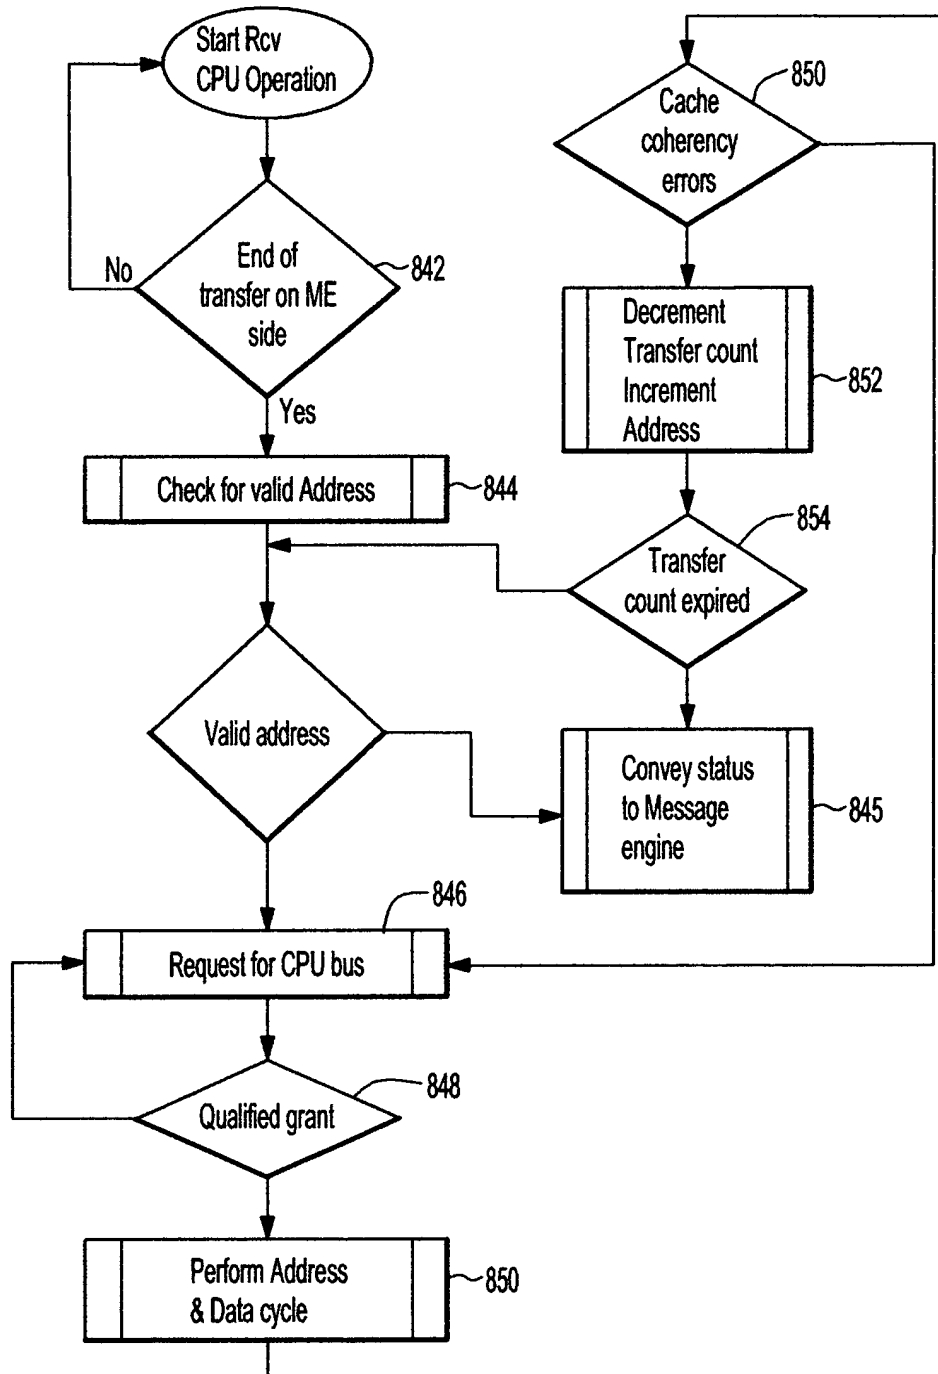 Start Rcv
CPU Operation
No
End of
transfer on ME
side
842
Yes
Check for valid Address
844
Valid address
846
Request for CPU bus
Qualified grant
848
Perform Address
& Data cycle
850
850
Cache
coherency
errors
Decrement
Transfer count
Increment
Address
852
854
Transfer
count expired
Convey status
to Message
engine
845